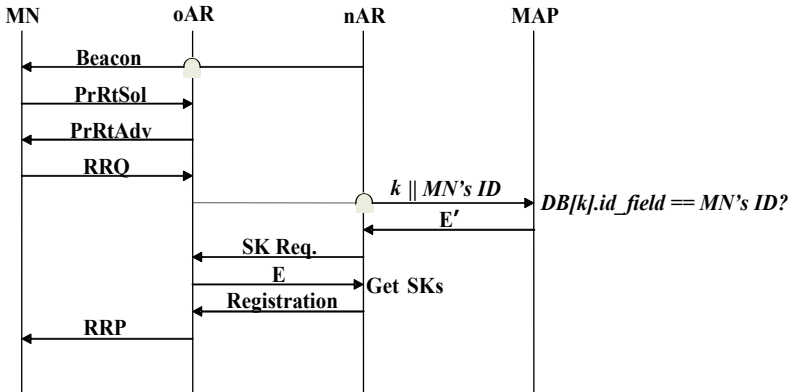 MN oAR nAR MAP
Beacon
PrRtSol
PrRtAdv
RRQ
k || MN's ID
DB[k].id_field == MN's ID?
E′
SK Req.
E
Get SKs
Registration
RRP